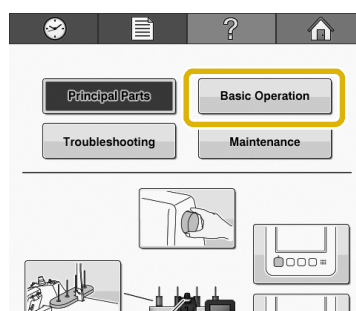 ?
Principal Parts
Basic Operation
Troubleshooting
Maintenance